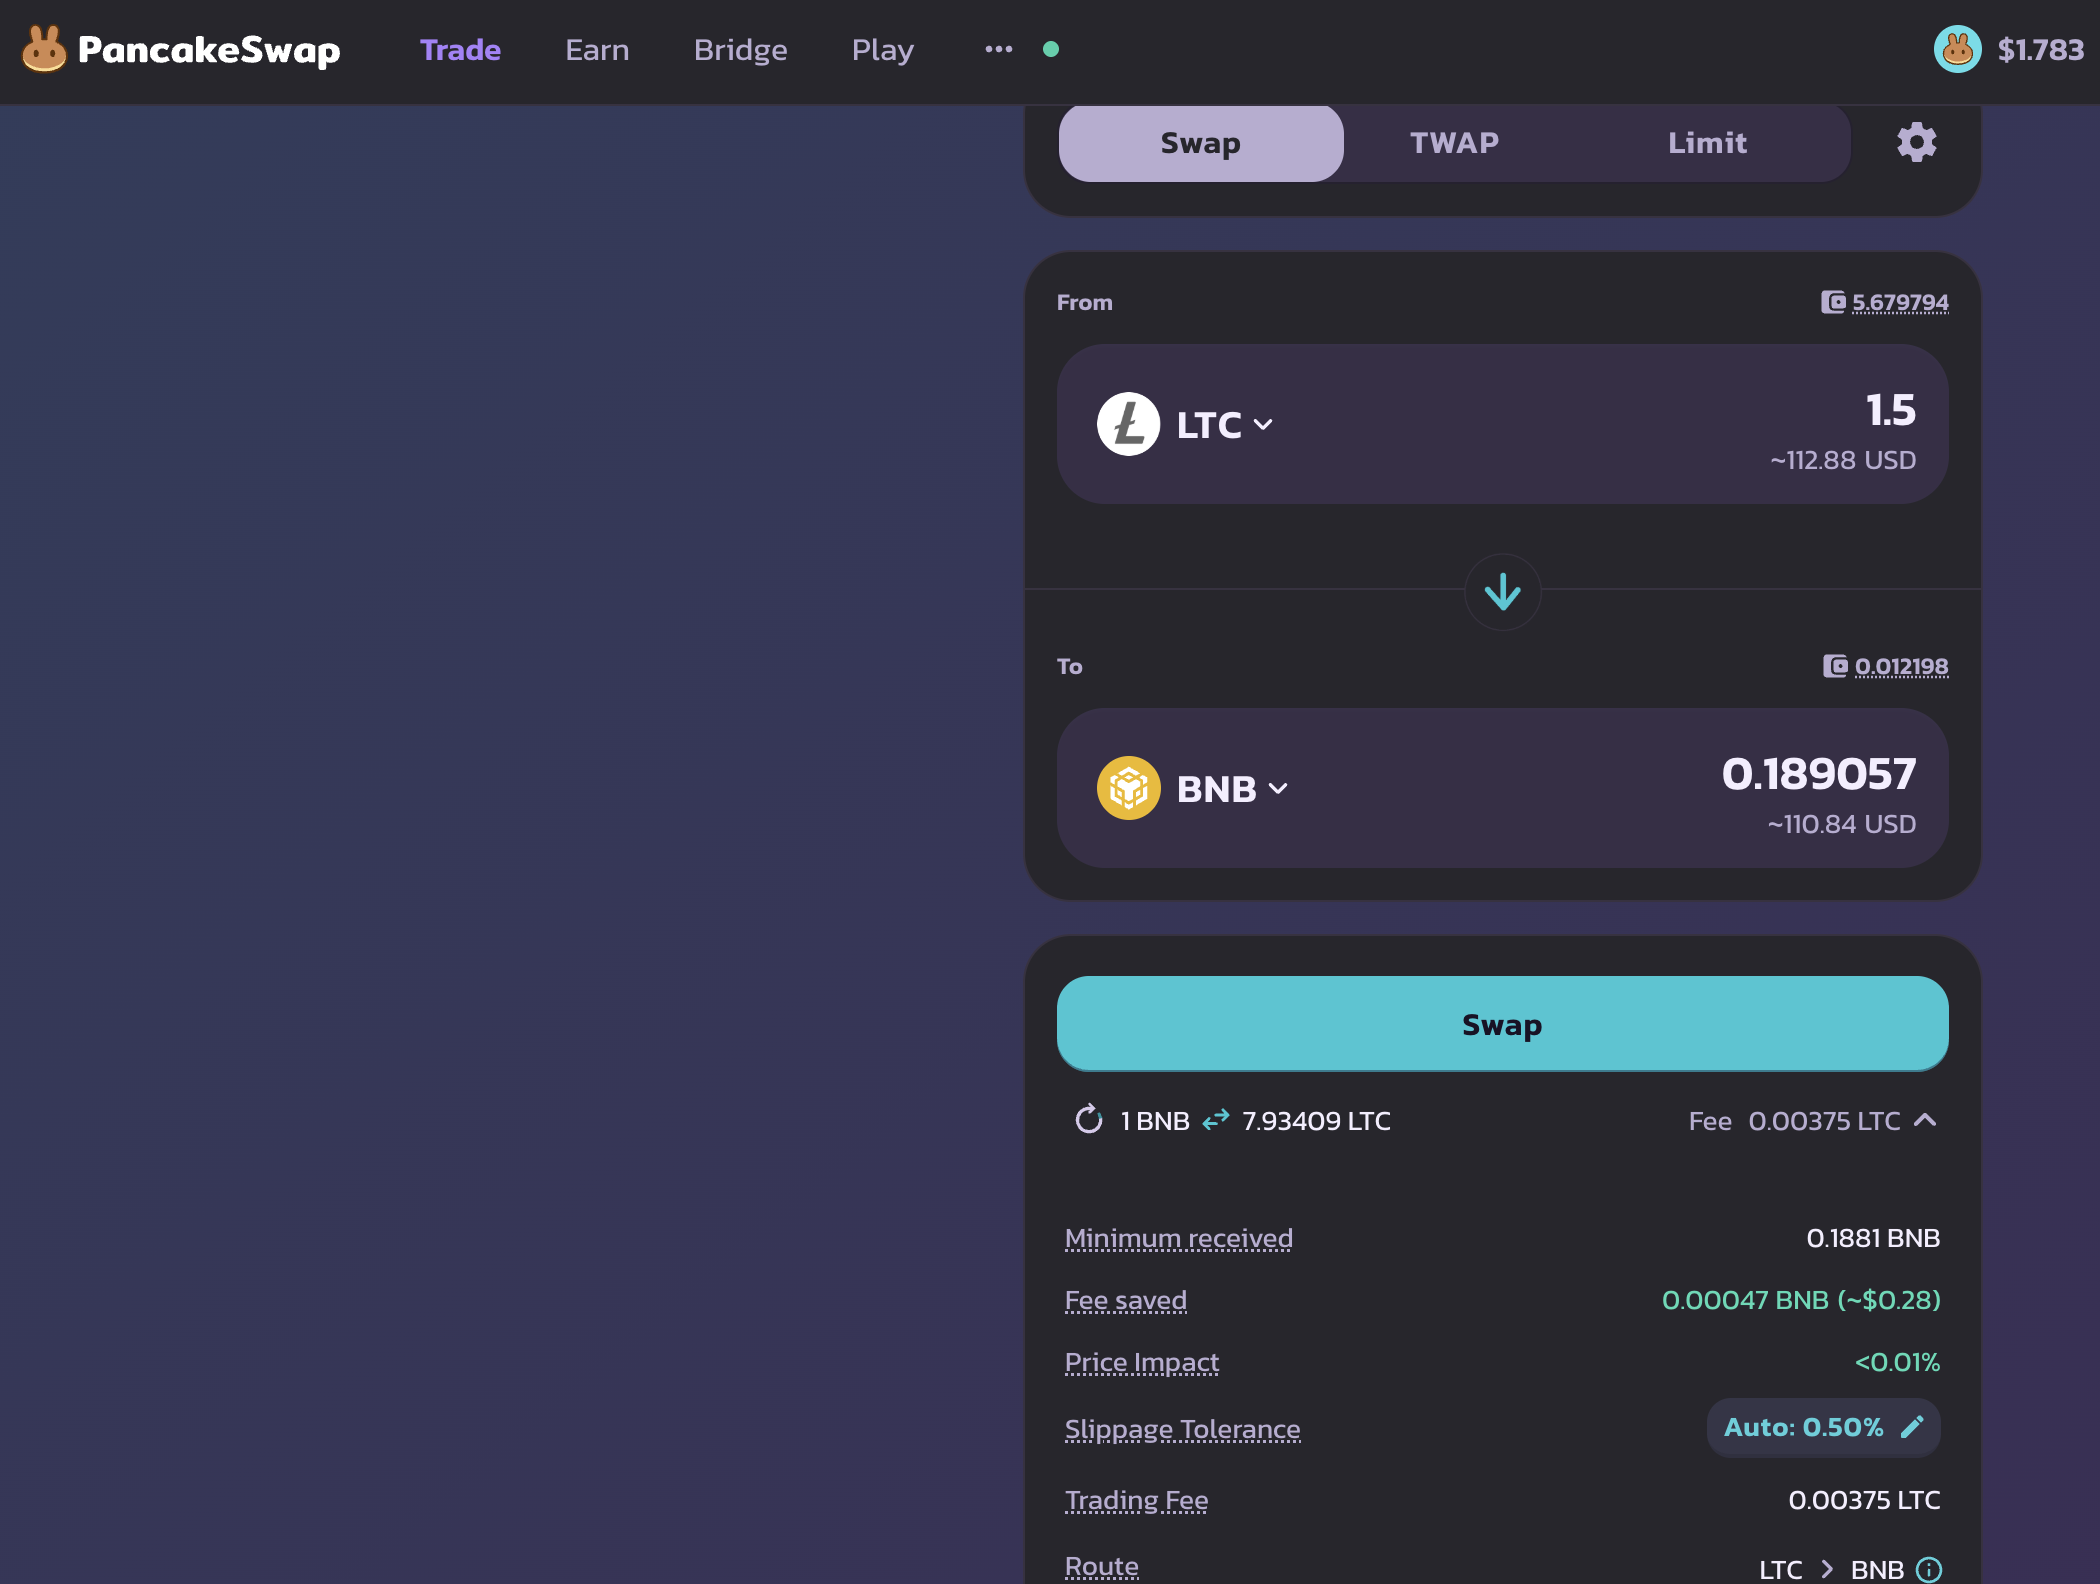 PancakeSwap Trade Earn Bridge Play ... $1.783
Swap TWAP Limit
From 5.679794
LTC 1.5
~112.88 USD
To 0.012198
BNB 0.189057
~110.84 USD
Swap
1 BNB 7.93409 LTC Fee 0.00375 LTC
Minimum received 0.1881 BNB
Fee saved 0.00047 BNB (~$0.28)
Price Impact <0.01%
Slippage Tolerance Auto: 0.50%
Trading Fee 0.00375 LTC
Route LTC > BNB